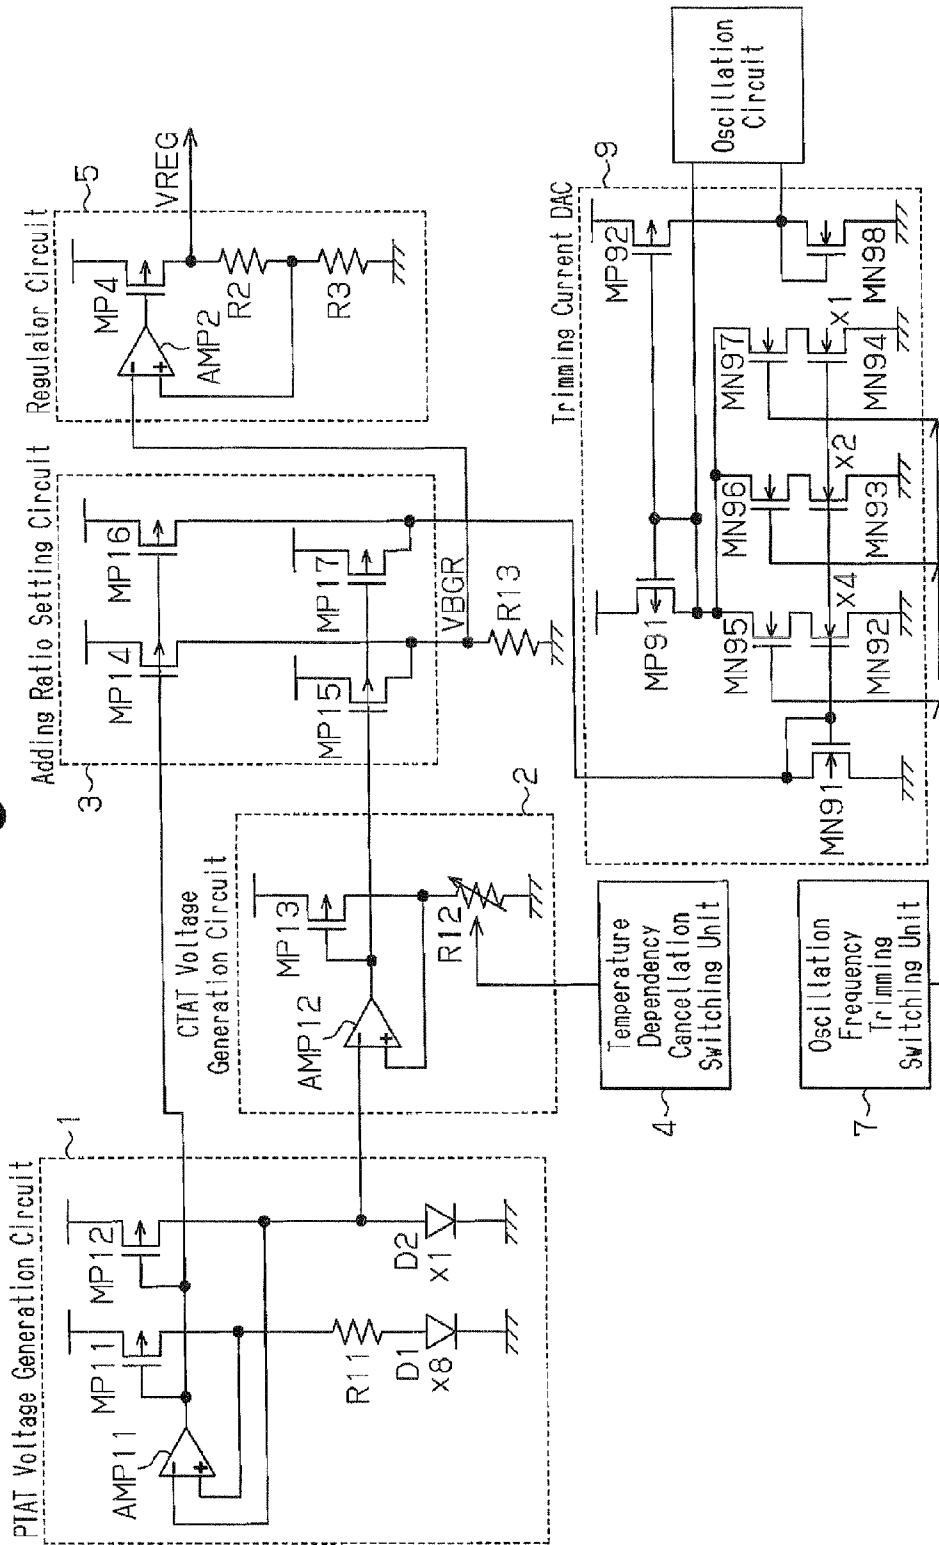 PTAT Voltage Generation Circuit
1
MP11
MP12
AMP11
R11
D1
X8
D2
X1
CTAT Voltage
Generation Circuit
2
AMP12
MP13
R12
Adding Ratio Setting Circuit
3
MP14
MP16
MP15
MP17
VBGR
R13
Regulator Circuit
5
MP4
AMP2
VREG
R2
R3
Temperature
Dependency
Cancellation
Switching Unit
4
Oscillation
Frequency
Trimming
Switching Unit
7
Trimming Current DAC
9
MP91
MP92
MN95
MN96
MN97
X4
X2
X1
MN91
MN92
MN93
MN94
MN98
Oscillation
Circuit